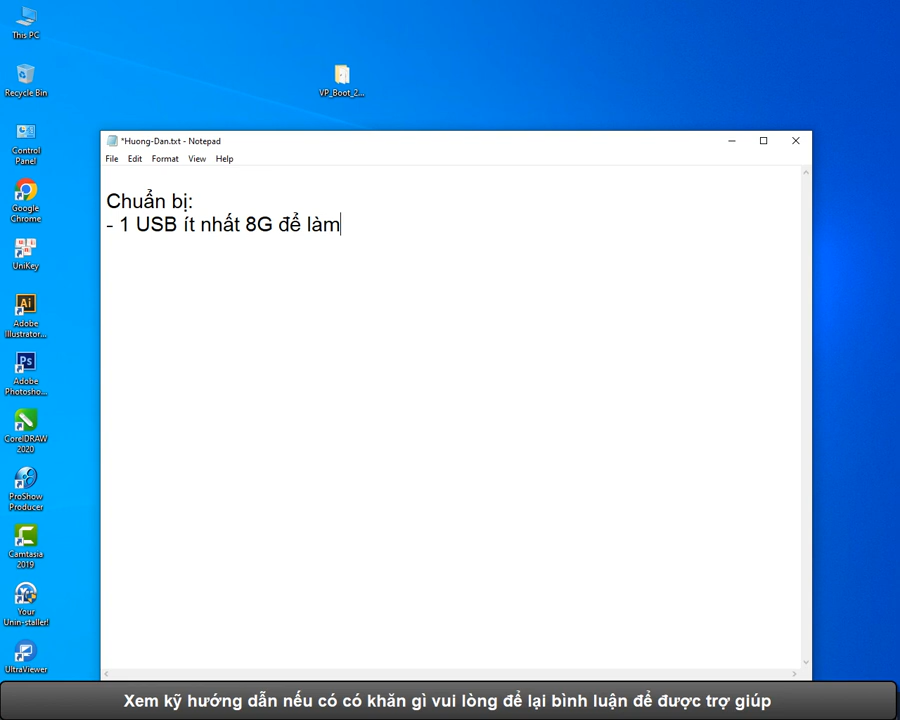 This PC
Recycle Bin
VP_Boot_2...
Control
Panel
Google
Chrome
UniKey
Adobe
Illustrator...
Adobe
Photosho...
CorelDRAW
2020
ProShow
Producer
Camtasia
2019
Your
Unin-staller!
UltraViewer
*Huong-Dan.txt - Notepad
File Edit Format View Help
Chuẩn bị:
- 1 USB ít nhất 8G để làm
Xem kỹ hướng dẫn nếu có có khăn gì vui lòng để lại bình luận để được trợ giúp